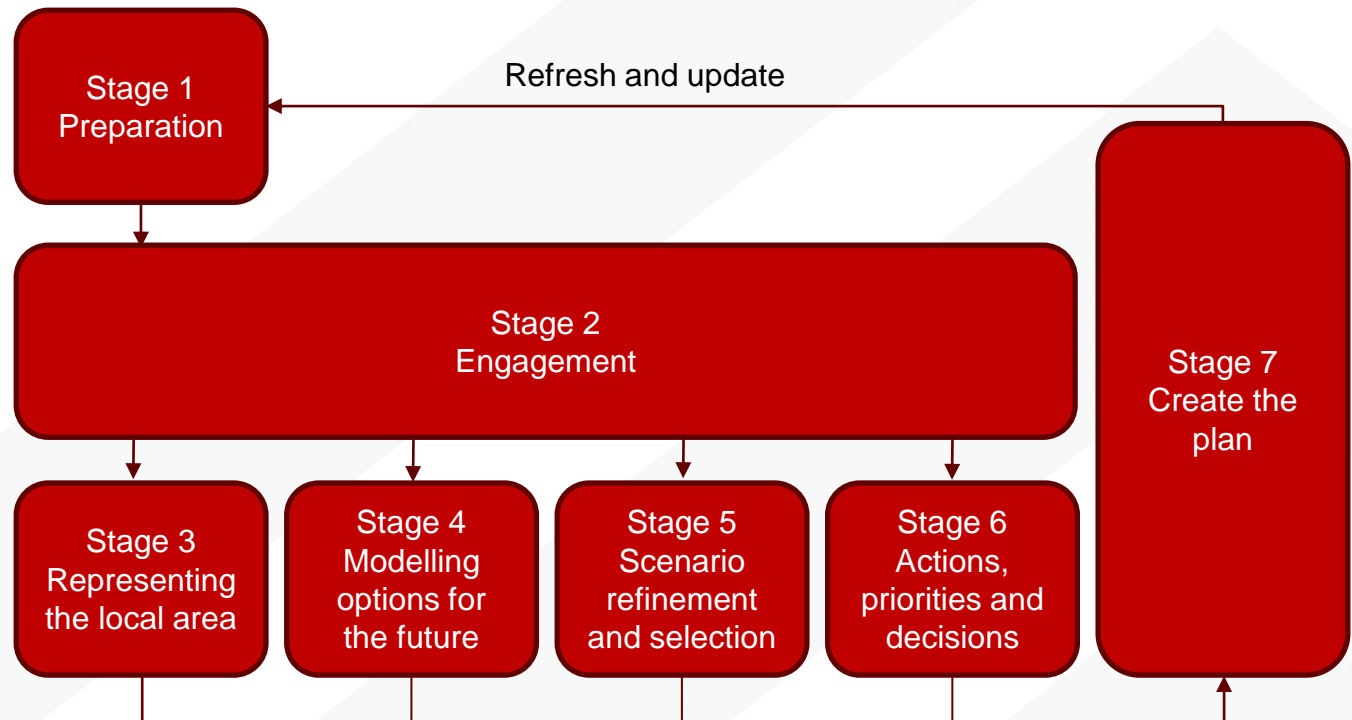 Stage 1
Preparation
Refresh and update
Stage 2
Engagement
Stage 3
Representing
the local area
Stage 4
Modelling
options for
the future
Stage 5
Scenario
refinement
and selection
Stage 6
Actions,
priorities and
decisions
Stage 7
Create the
plan